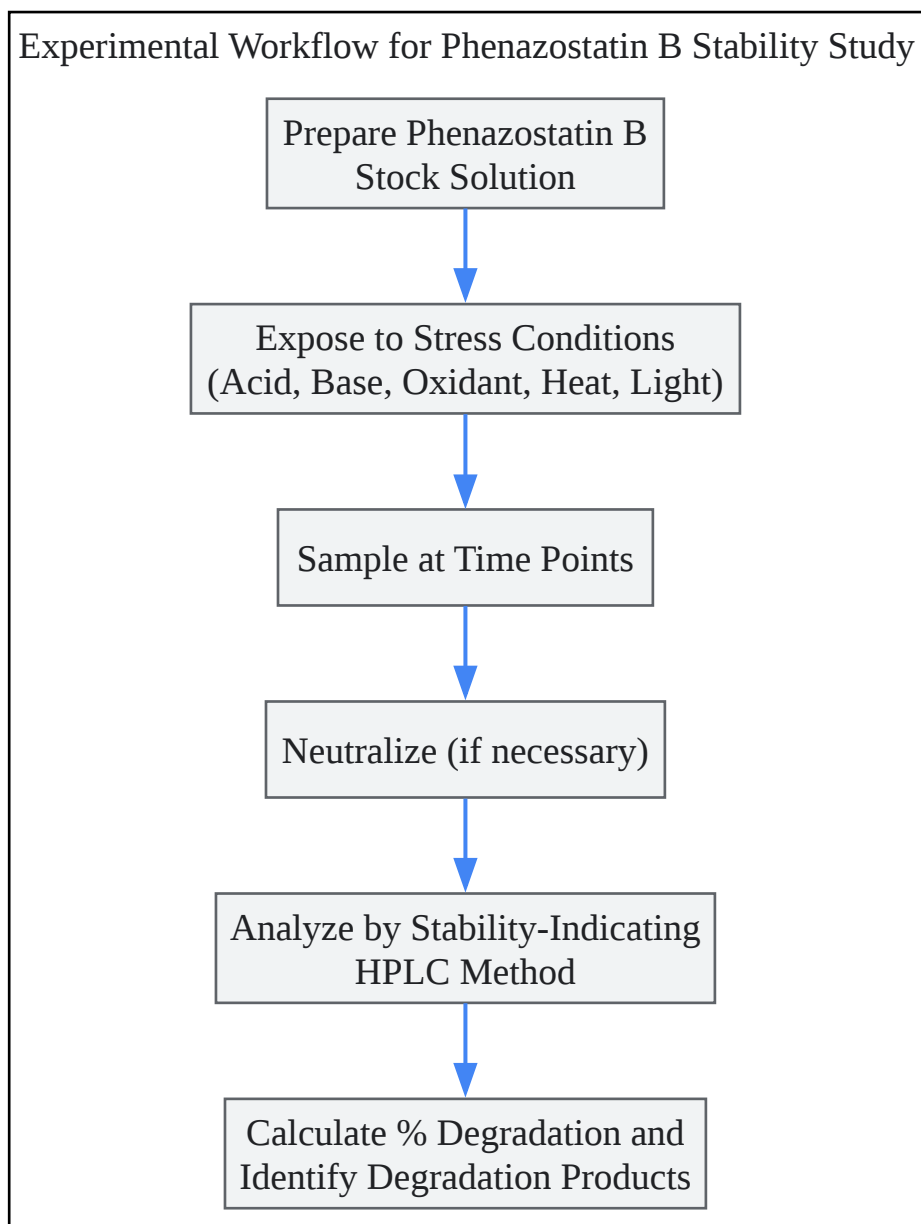 Experimental Workflow for Phenazostatin B Stability Study
Prepare Phenazostatin B
Stock Solution
Expose to Stress Conditions
(Acid, Base, Oxidant, Heat, Light)
Sample at Time Points
Neutralize (if necessary)
Analyze by Stability-Indicating
HPLC Method
Calculate % Degradation and
Identify Degradation Products